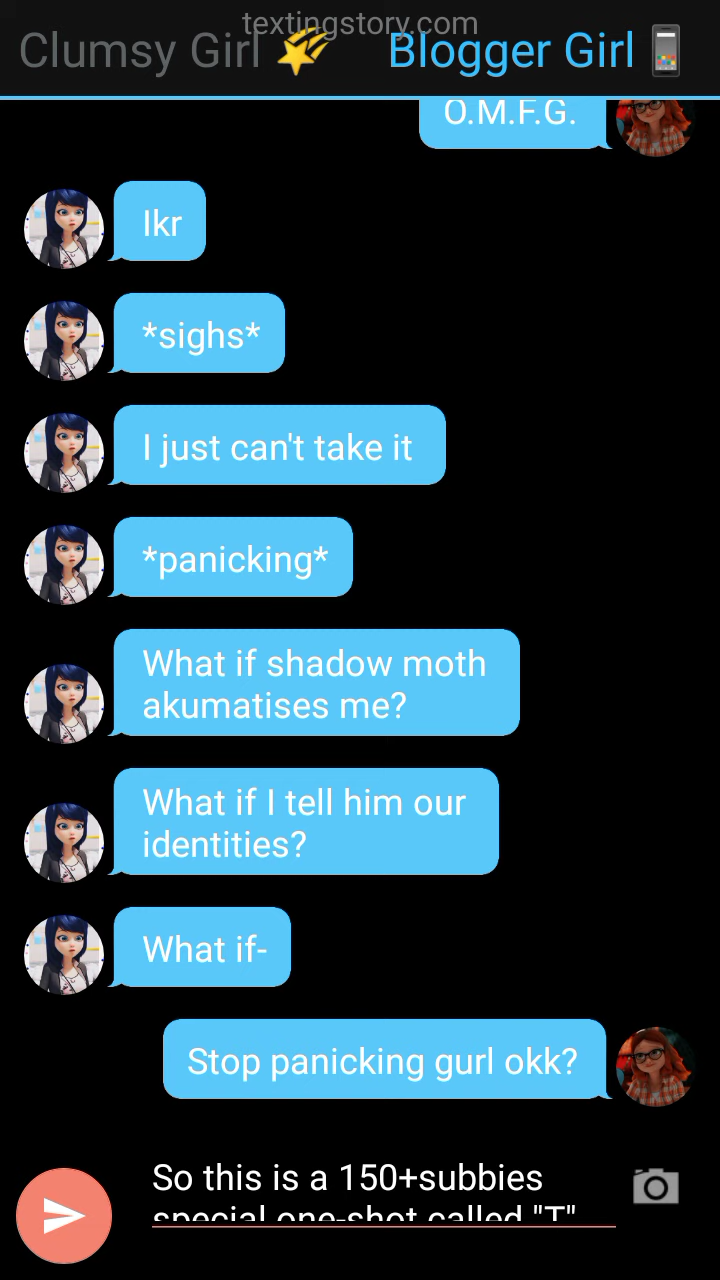 textingstory.com
Clumsy Girl Blogger Girl
O.M.F.G.
Ikr
*sighs*
I just can't take it
*panicking*
What if shadow moth
akumatises me?
What if I tell him our
identities?
What if-
Stop panicking gurl okk?
So this is a 150+subbies
special one-shot called "T"